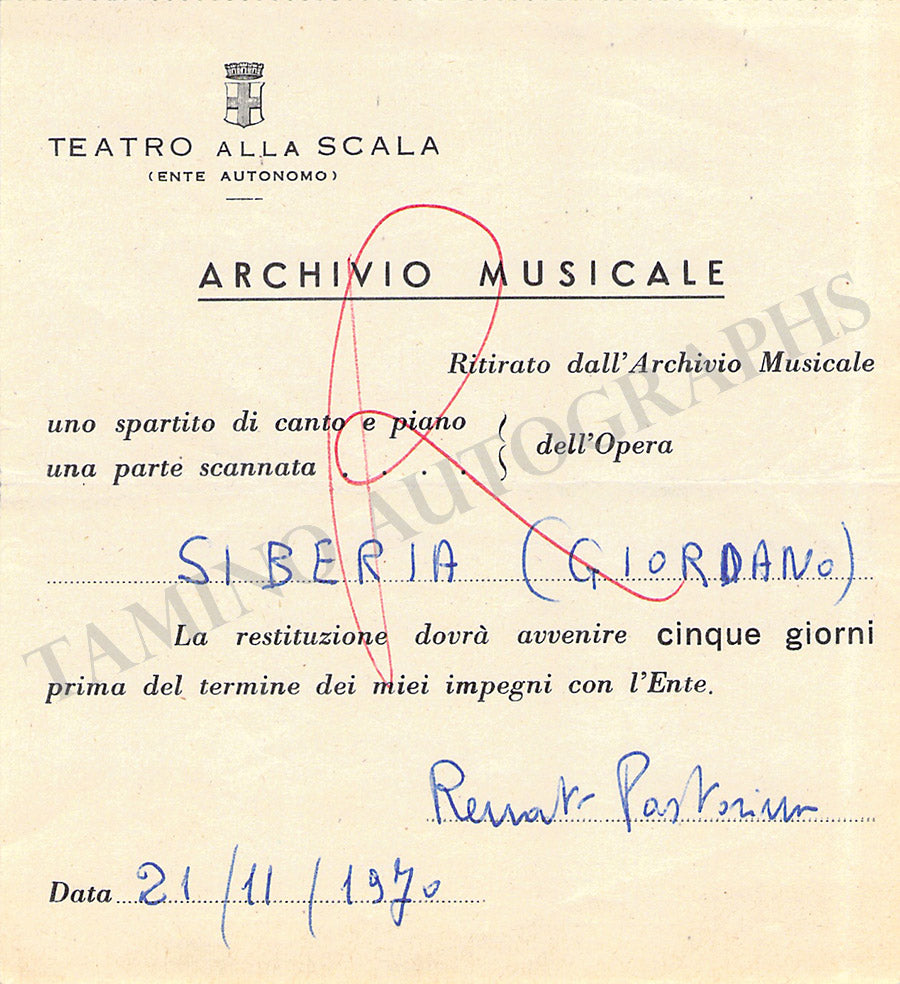 TEATRO ALLA SCALA
(ENTE AUTONOMO)
ARCHIVIO MUSICALE
Ritirato dall'Archivio Musicale
uno spartito di canto e piano
una parte scannata . . . . dell'Opera
SIBERIA (GIORDANO)
La restituzione dovrà avvenire cinque giorni
prima del termine dei miei impegni con l'Ente.
Renat
Data 21/11/1970
TAMINO AUTOGRAPHS